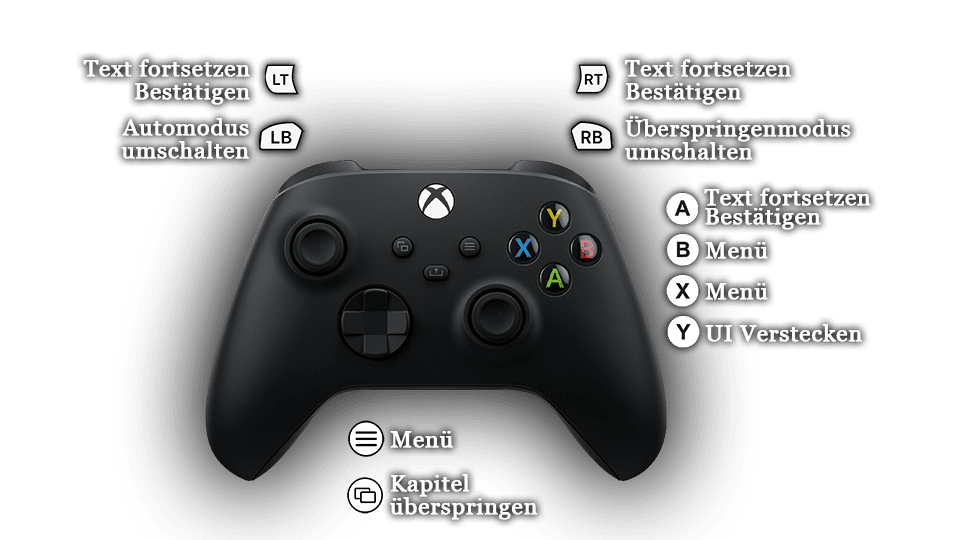 Text fortsetzen
Bestätigen
LT
RT
Text fortsetzen
Bestätigen
Automodus
umschalten
LB
RB
Überspringenmodus
umschalten
A
Text fortsetzen
Bestätigen
B
Menü
X
Menü
Y
UI Verstecken
Y
X
B
A
Menü
Kapitel
überspringen